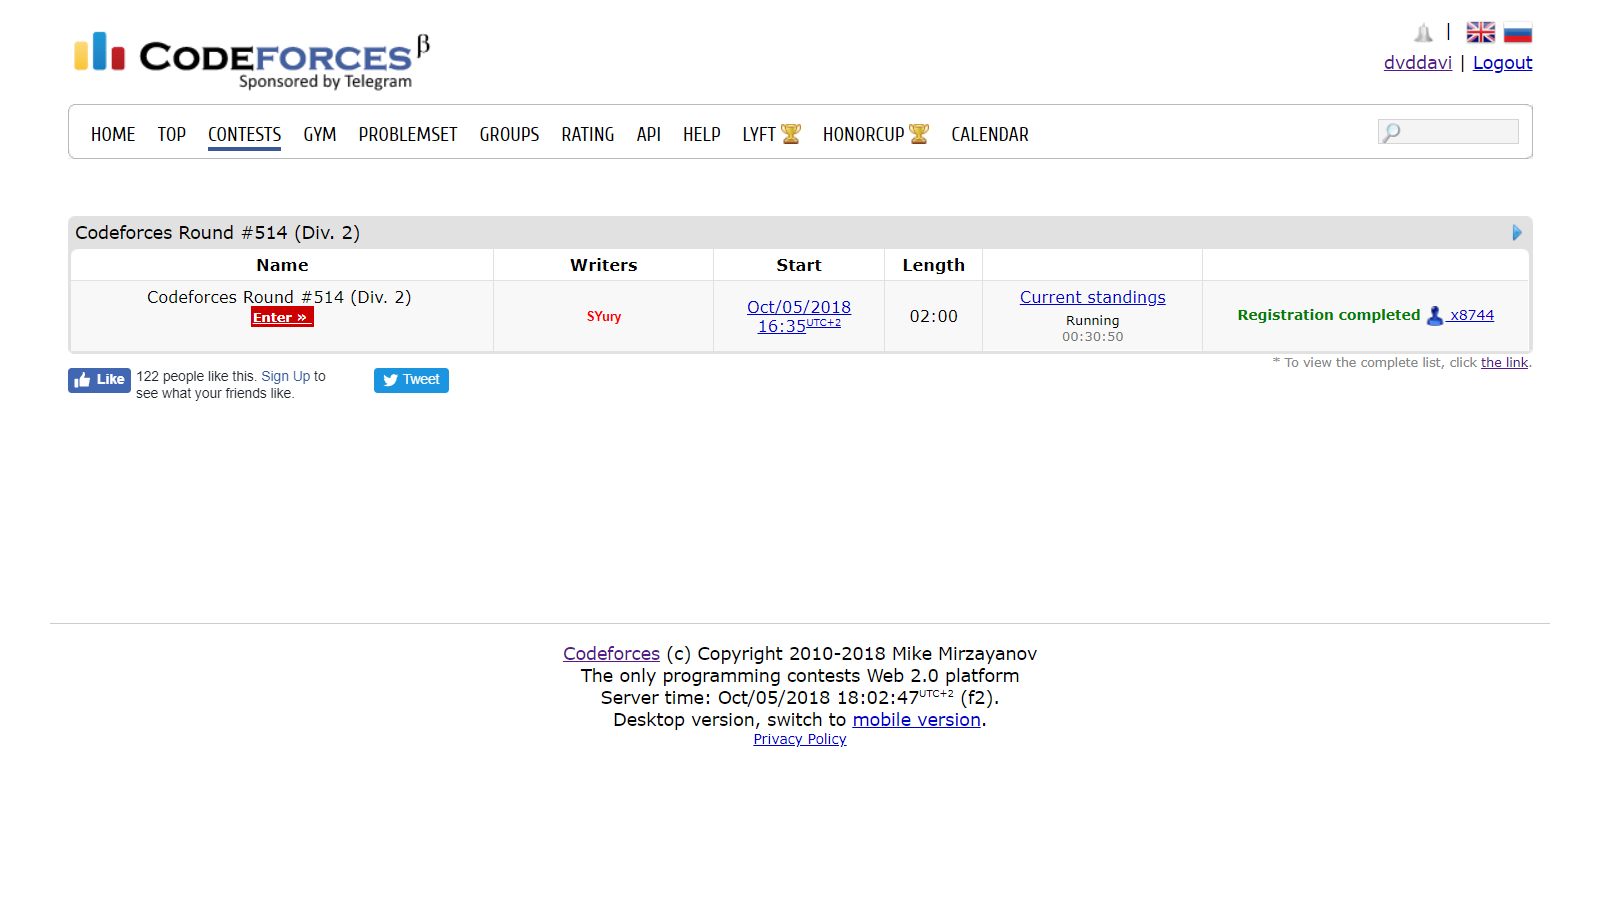 CODEFORCES β
Sponsored by Telegram
|
dvddavi | Logout
HOME TOP CONTESTS GYM PROBLEMSET GROUPS RATING API HELP LYFT HONORCUP CALENDAR
Codeforces Round #514 (Div. 2)
Name Writers Start Length
Codeforces Round #514 (Div. 2)
Enter »
SYury
Oct/05/2018
16:35 UTC+2
02:00
Current standings
Running
00:30:50
Registration completed x8744
* To view the complete list, click the link.
Like 122 people like this. Sign Up to
see what your friends like.
Tweet
Codeforces (c) Copyright 2010-2018 Mike Mirzayanov
The only programming contests Web 2.0 platform
Server time: Oct/05/2018 18:02:47 UTC+2 (f2).
Desktop version, switch to mobile version.
Privacy Policy